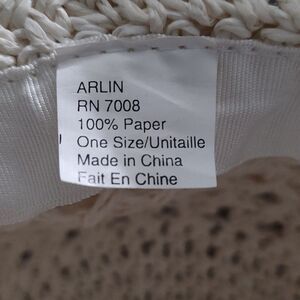 ARLIN
RN 7008
100% Paper
One Size/Unitaille
Made in China
Fait En Chine